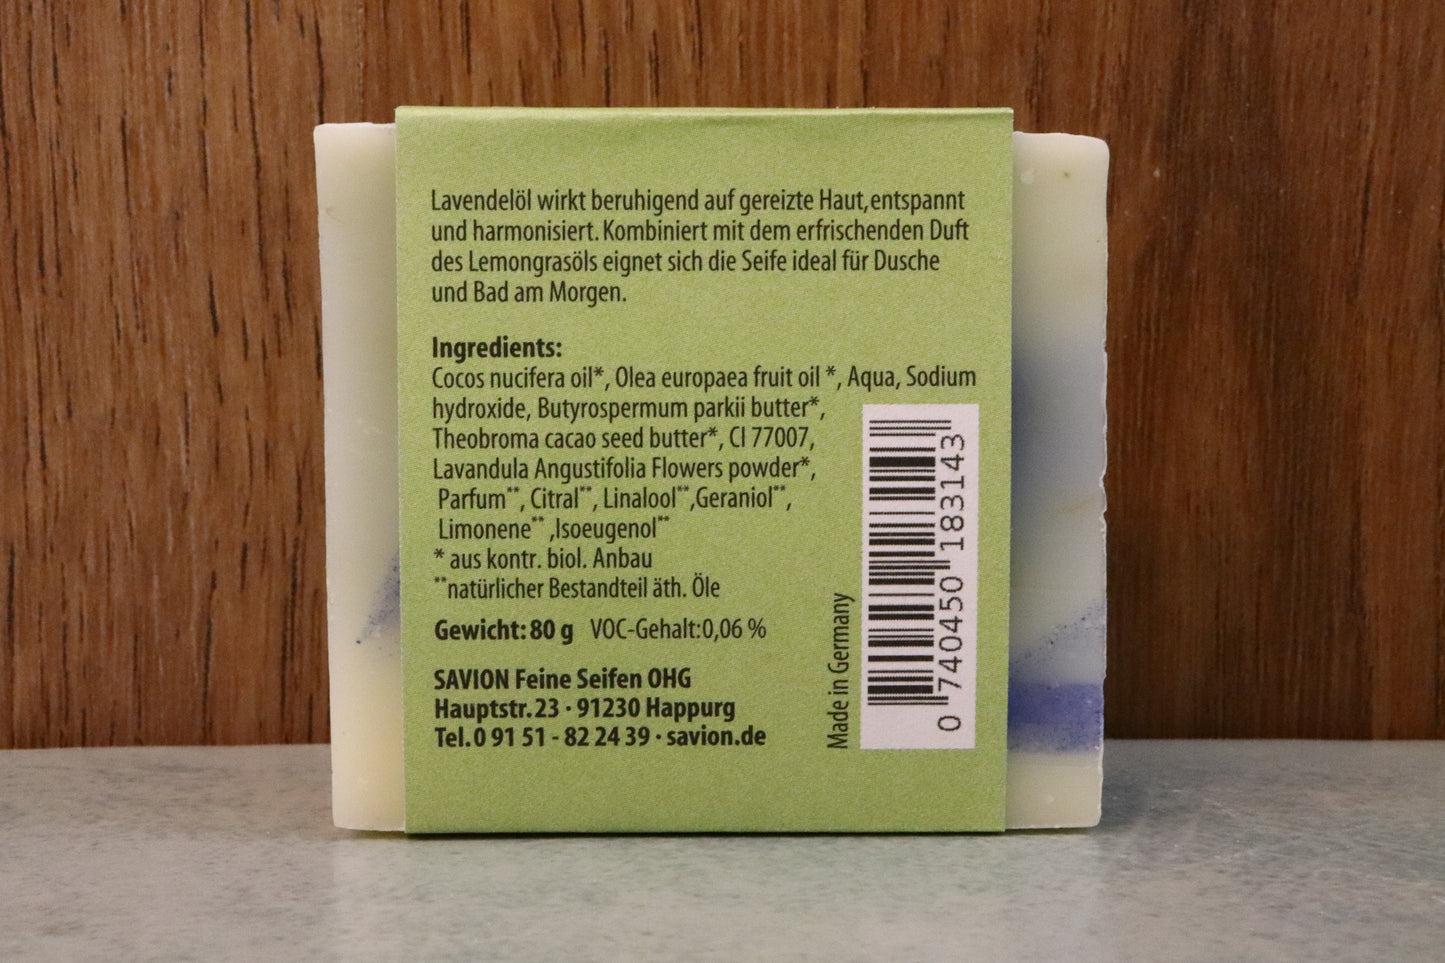 Lavendelöl wirkt beruhigend auf gereizte Haut,entspannt
und harmonisiert. Kombiniert mit dem erfrischenden Duft
des Lemongrasöls eignet sich die Seife ideal für Dusche
und Bad am Morgen.
Ingredients:
Cocos nucifera oil*, Olea europaea fruit oil *, Aqua, Sodium
hydroxide, Butyrospermum parkii butter*,
Theobroma cacao seed butter*, CI 77007,
Lavandula Angustifolia Flowers powder*,
Parfum**, Citral**, Linalool**,Geraniol**,
Limonene** ,Isoeugenol**
* aus kontr. biol. Anbau
**natürlicher Bestandteil äth. Öle
Gewicht: 80 g VOC-Gehalt:0,06 %
SAVION Feine Seifen OHG
Hauptstr. 23 · 91230 Happurg
Tel. 0 91 51 - 82 24 39 · savion.de
Made in Germany
0 740450 183143